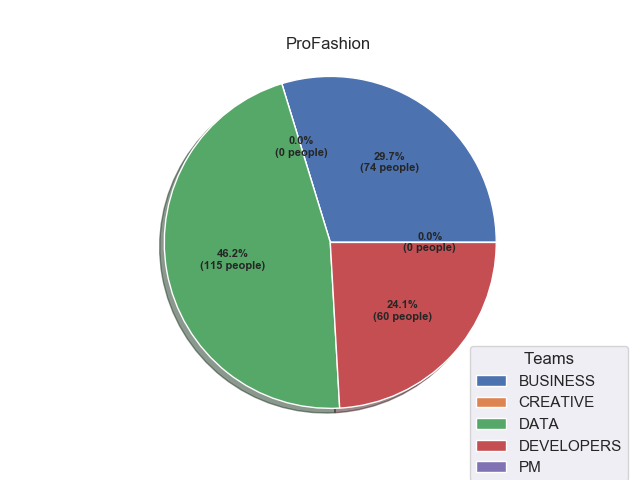 ProFashion
0.0%
(0 people)
29.7%
(74 people)
0.0%
(0 people)
46.2%
(115 people)
24.1%
(60 people)
Teams
BUSINESS
CREATIVE
DATA
DEVELOPERS
PM